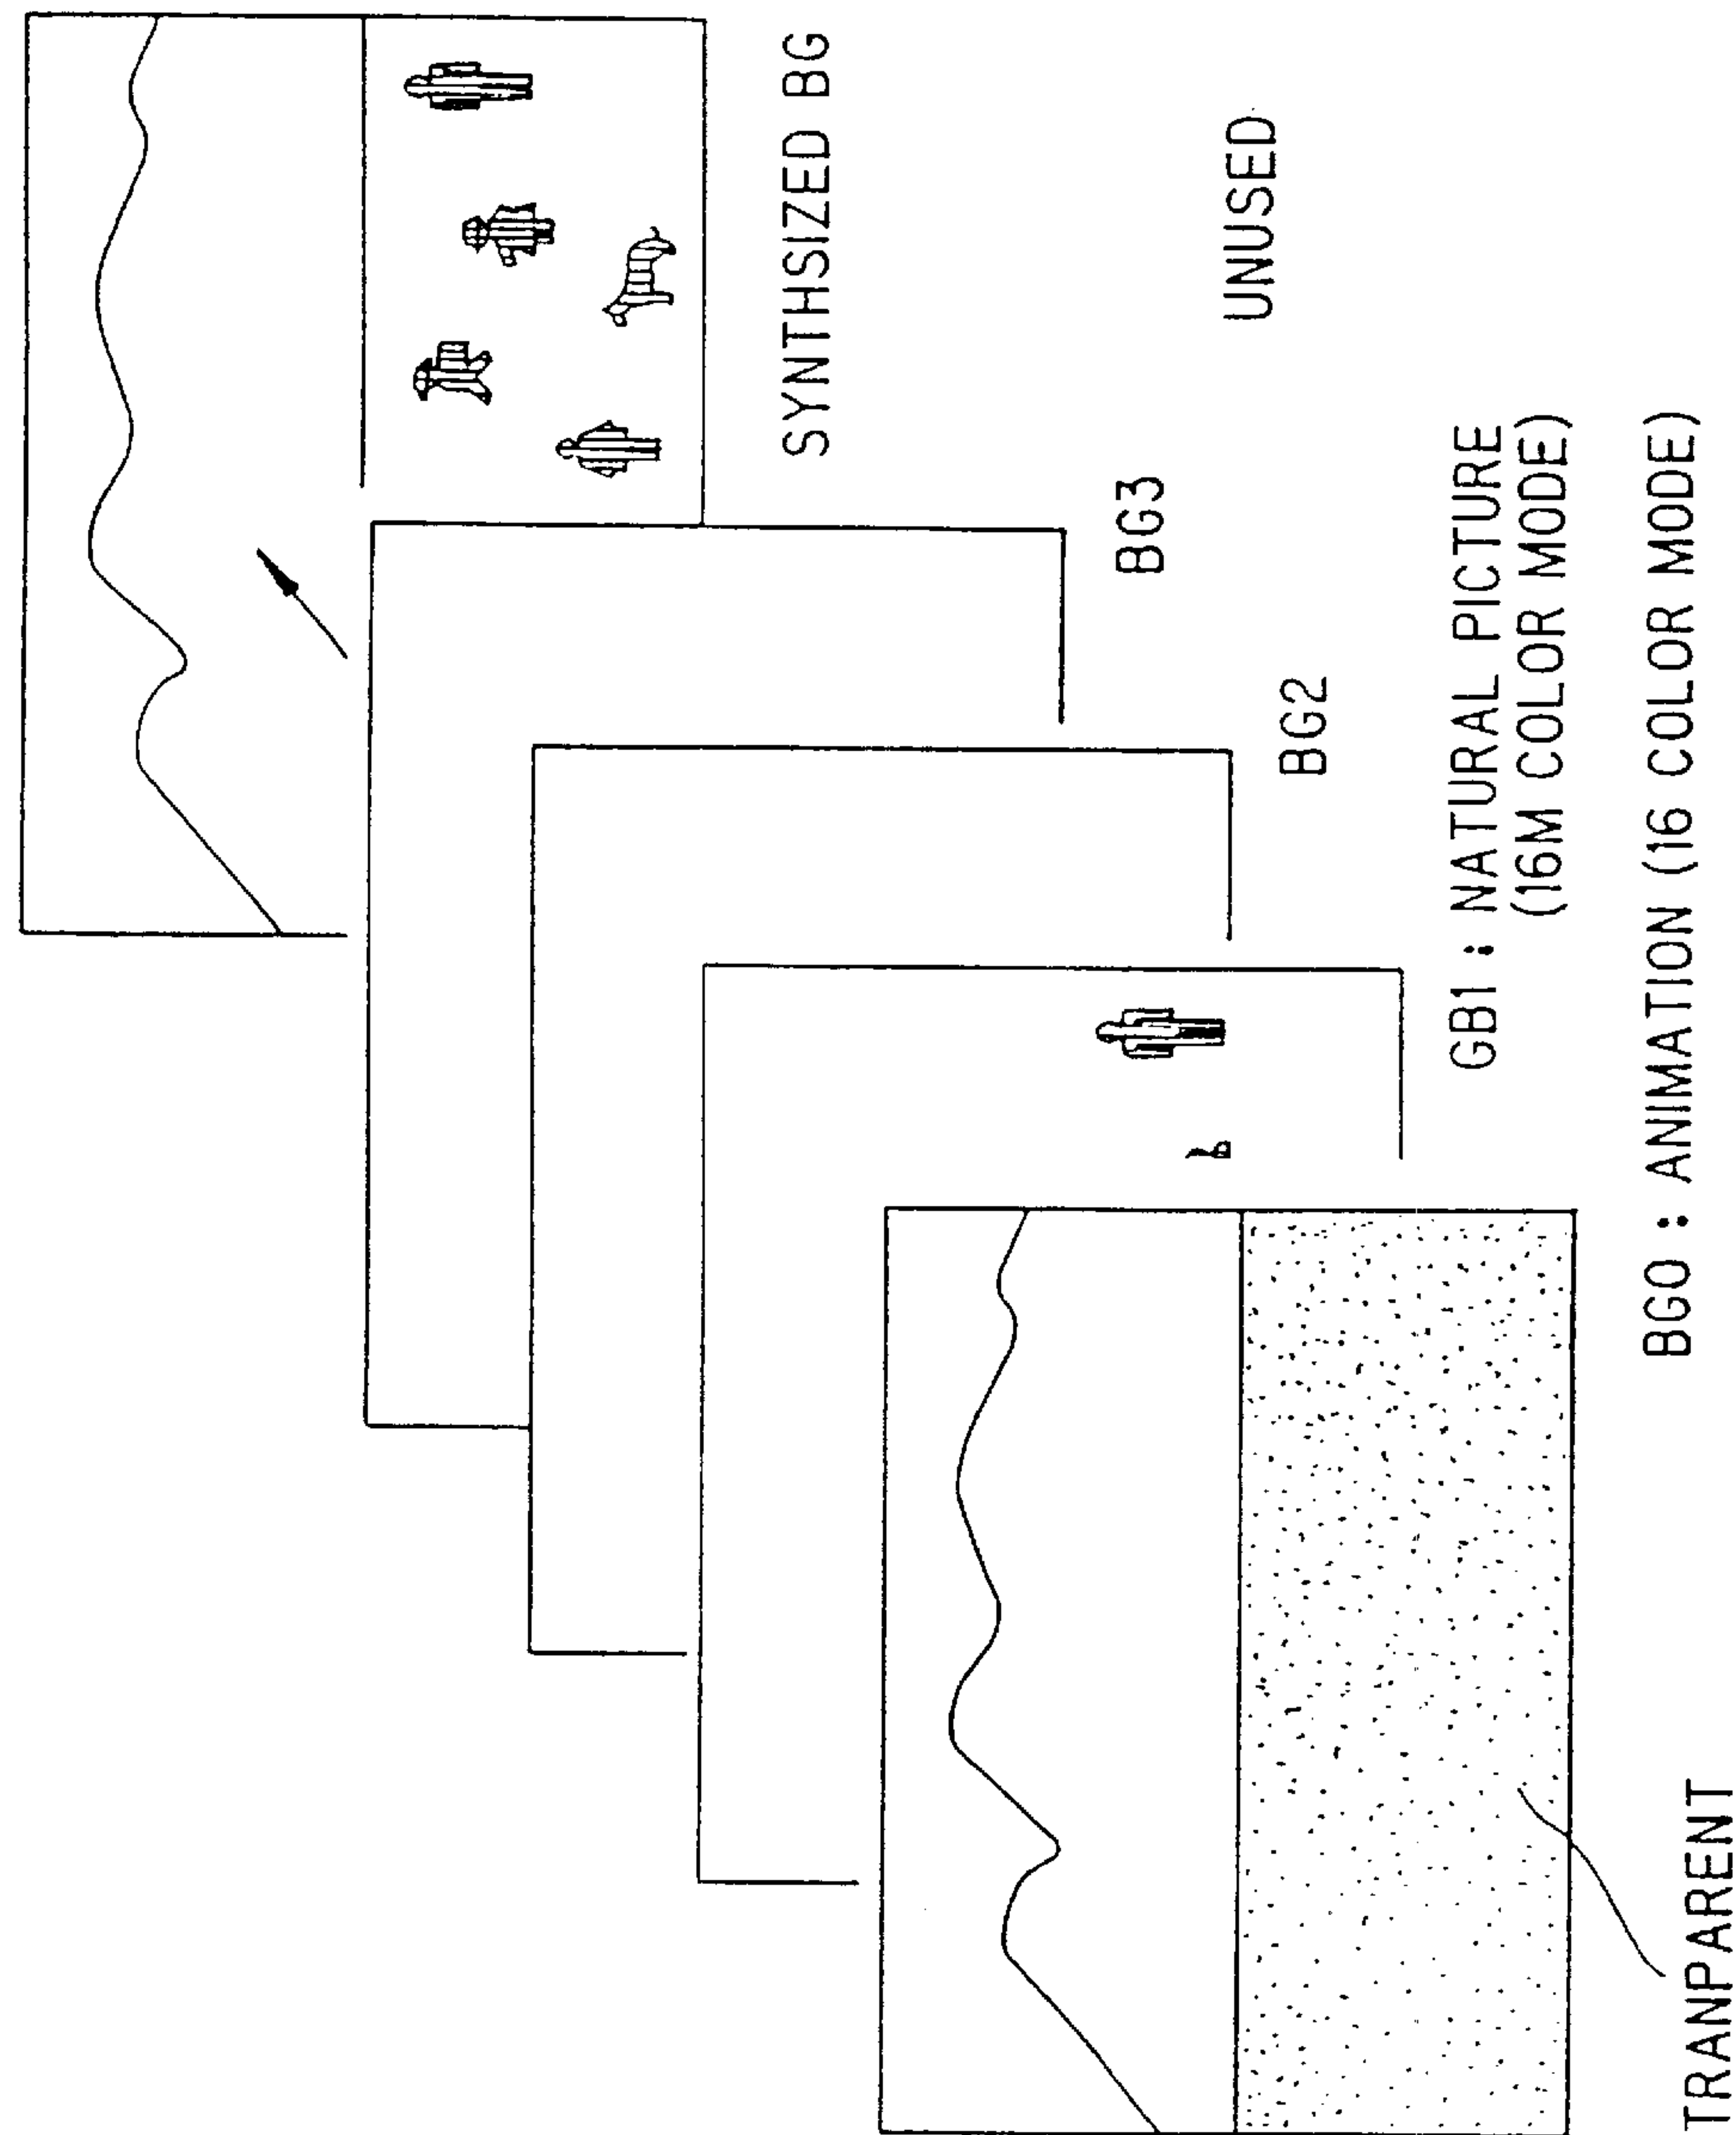 SYNTHSIZED BG
BG3
UNUSED
BG2
GB1 : NATURAL PICTURE
(16M COLOR MODE)
BG0 : ANIMATION (16 COLOR MODE)
TRANPARENT